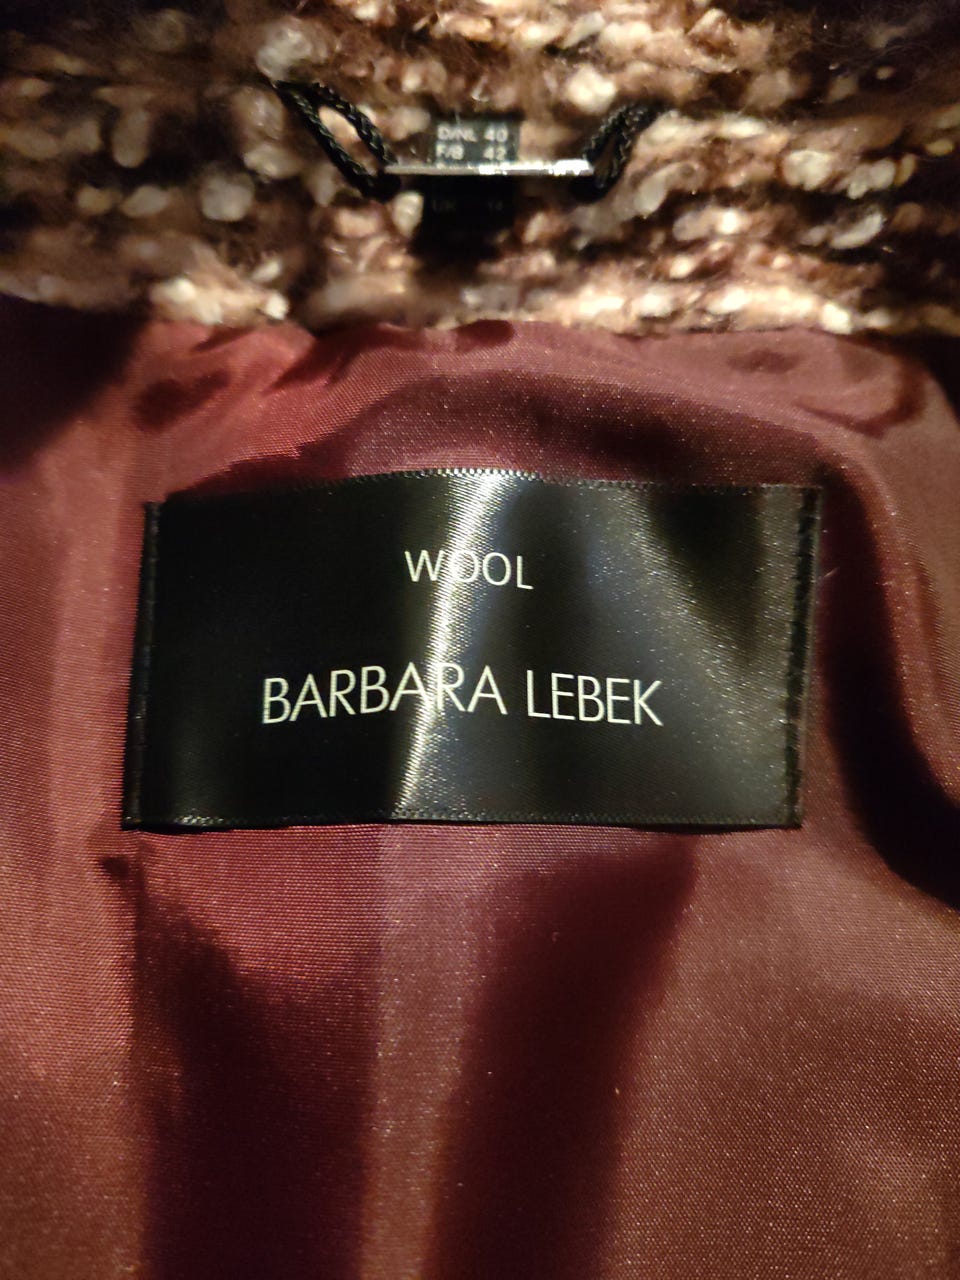 D/NL 40
F/B 42
WOOL
BARBARA LEBEK